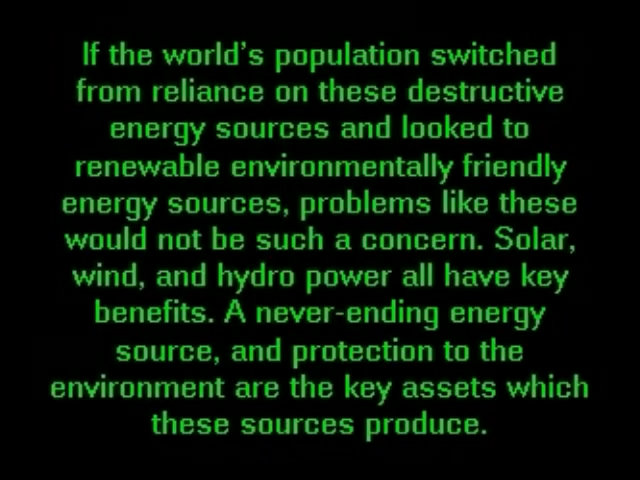 If the world's population switched
from reliance on these destructive
energy sources and looked to
renewable environmentally friendly
energy sources, problems like these
would not be such a concern. Solar,
wind, and hydro power all have key
benefits. A never-ending energy
source, and protection to the
environment are the key assets which
these sources produce.